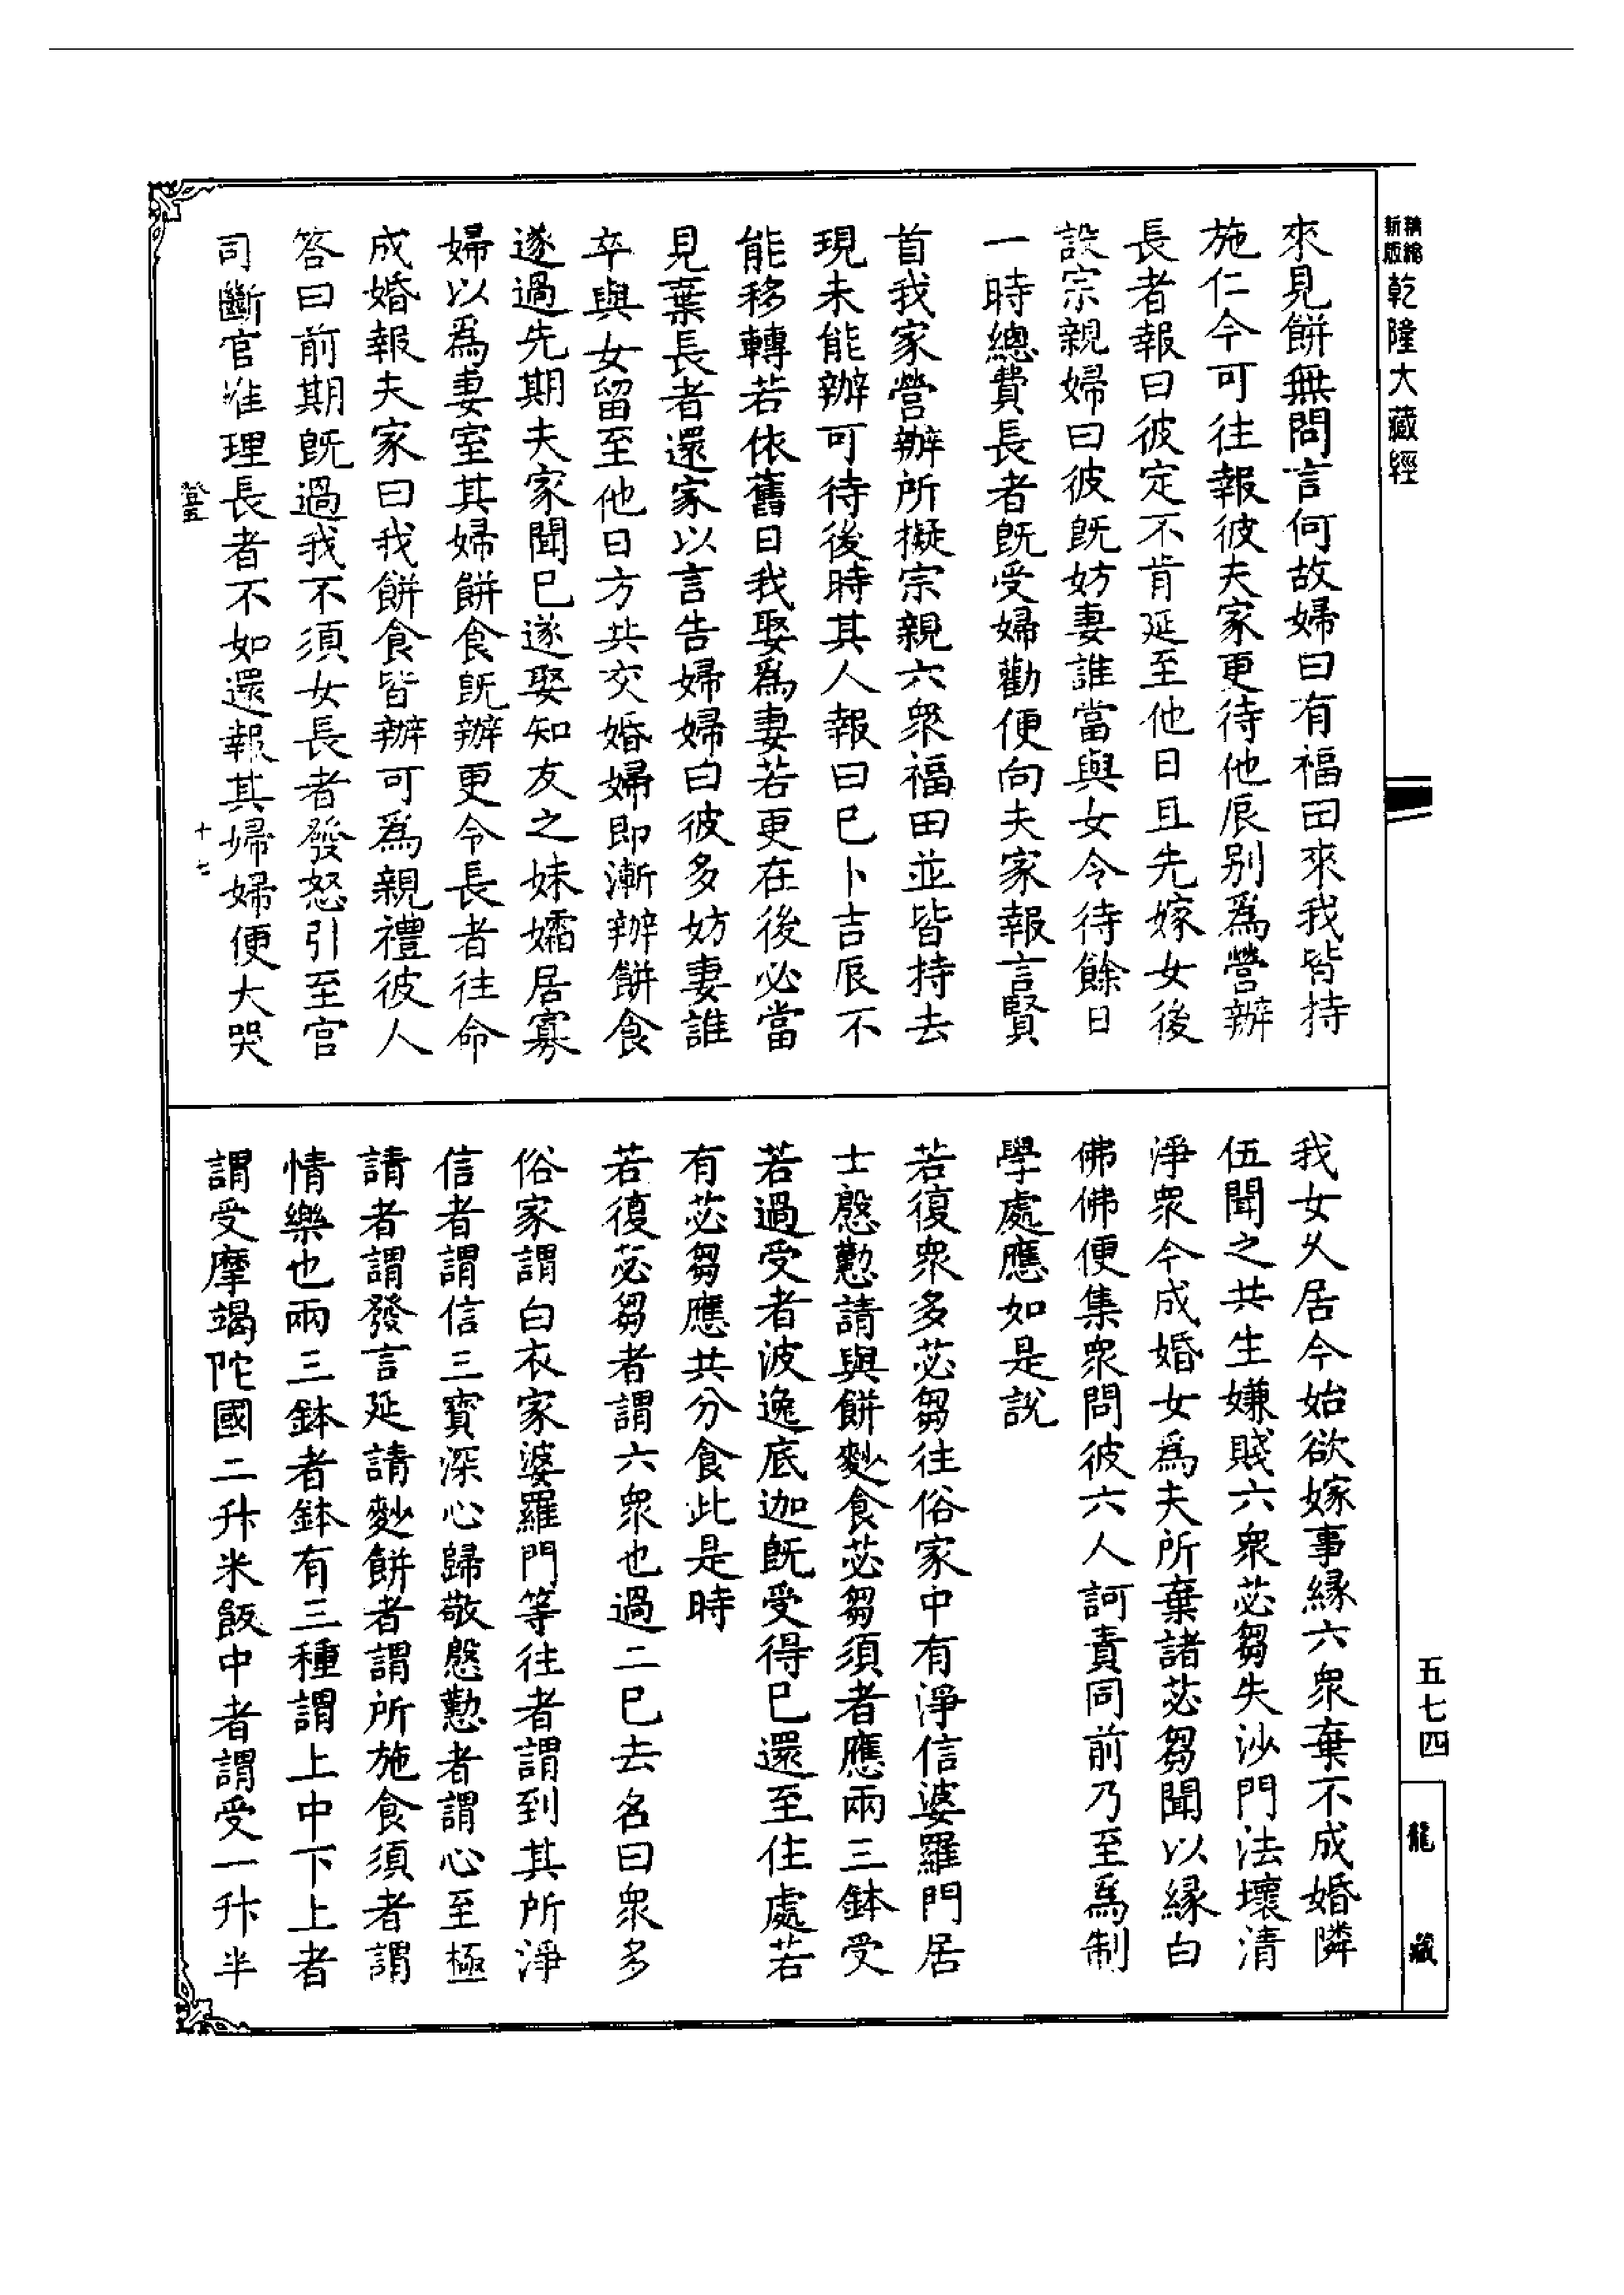 精縮新版乾隆大藏經
來見餅無問言何故婦曰有福田來我皆持
施仁今可往報彼夫家更待他辰别爲營辦
長者報曰彼定不肯延至他日且先嫁女後
設宗親婦曰彼旣妨妻誰當與女令待餘日
一時總費長者旣受婦勸便向夫家報言賢
首我家營辦所擬宗親六衆福田並皆持去
現未能辦可待後時其人報曰已卜吉辰不
能移轉若依舊日我娶爲妻若更在後必當
見棄長者還家以言告婦婦白彼多妨妻誰
卒與女留至他日方共交婚婦即漸辦餅食
遂過先期夫家聞已遂娶知友之妹孀居寡
婦以爲妻室其婦餅食旣辦更令長者往命
成婚報夫家曰我餅食皆辦可爲親禮彼人
答曰前期旣過我不須女長者發怒引至官
司斷官准理長者不如還報其婦婦便大哭
登五
十七
我女久居今始欲嫁事縁六衆棄不成婚隣
伍聞之共生嫌賤六衆苾芻失沙門法壞清
淨衆今成婚女爲夫所棄諸苾芻聞以縁白
佛佛便集衆問彼六人訶責同前乃至爲制
學處應如是說
若復衆多苾芻往俗家中有淨信婆羅門居
士慇懃請與餅麨食苾芻須者應兩三鉢受
若過受者波逸底迦旣受得已還至住處若
有苾芻應共分食此是時
若復苾芻者謂六衆也過二已去名曰衆多
俗家謂白衣家婆羅門等往者謂到其所淨
信者謂信三寳深心歸敬慇懃者謂心至極
請者謂發言延請麨餅者謂所施食須者謂
情樂也兩三鉢者鉢有三種謂上中下上者
謂受摩竭陀國二升米飯中者謂受一升半
五七四
龍藏